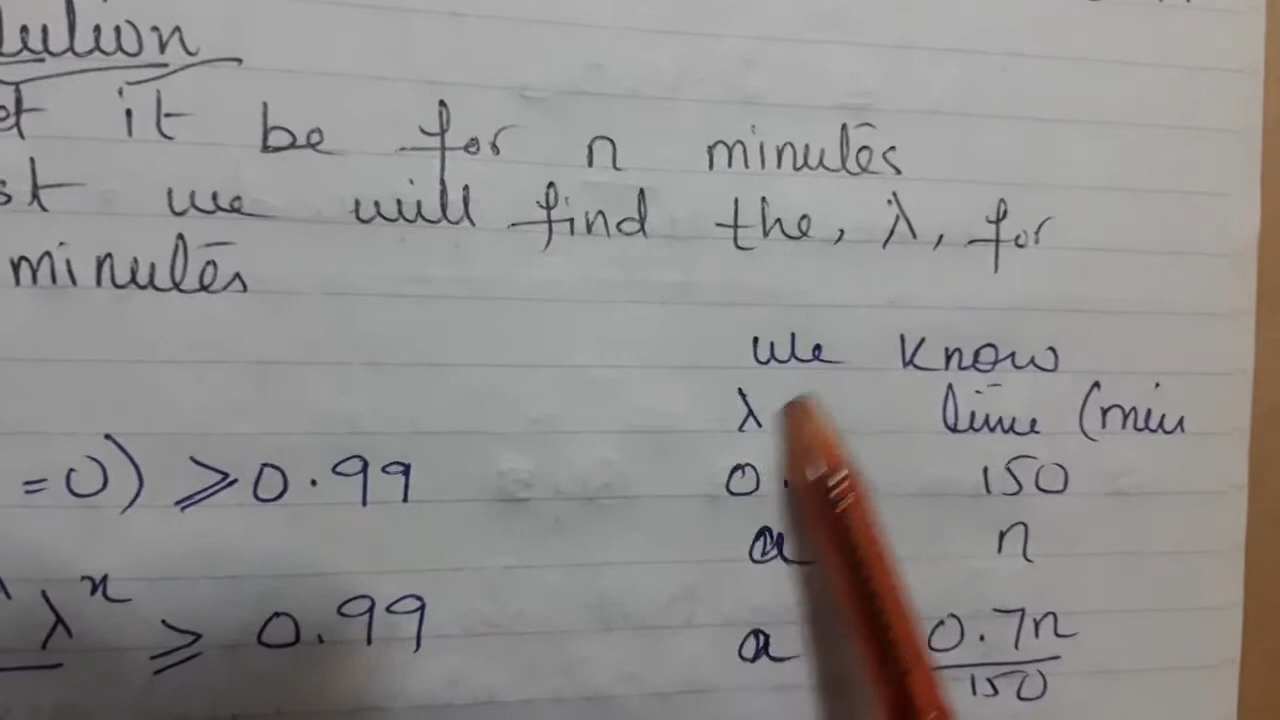 lution
et it be for n minutes
st we will find the, λ, for
minutes
we know
λ time (min
=0) ≥ 0.99 0. 150
a n
λ^x ≥ 0.99 a 0.7n
150